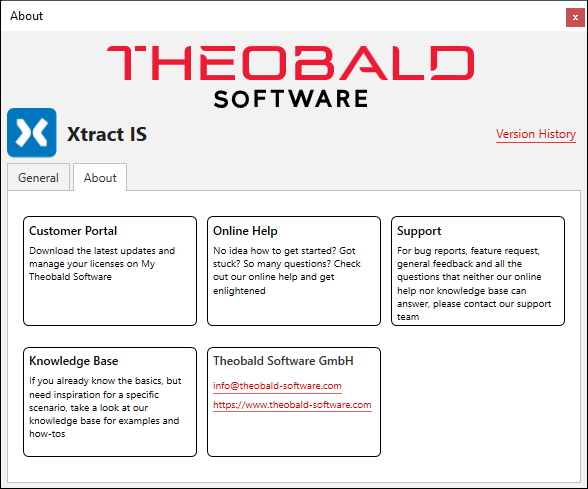 About
x
THEOBALD
SOFTWARE
Xtract IS
Version History
General
About
Customer Portal
Download the latest updates and
manage your licenses on My
Theobald Software
Online Help
No idea how to get started? Got
stuck? So many questions? Check
out our online help and get
enlightened
Support
For bug reports, feature request,
general feedback and all the
questions that neither our online
help nor knowledge base can
answer, please contact our support
team
Knowledge Base
If you already know the basics, but
need inspiration for a specific
scenario, take a look at our
knowledge base for examples and
how-tos
Theobald Software GmbH
info@theobald-software.com
https://www.theobald-software.com